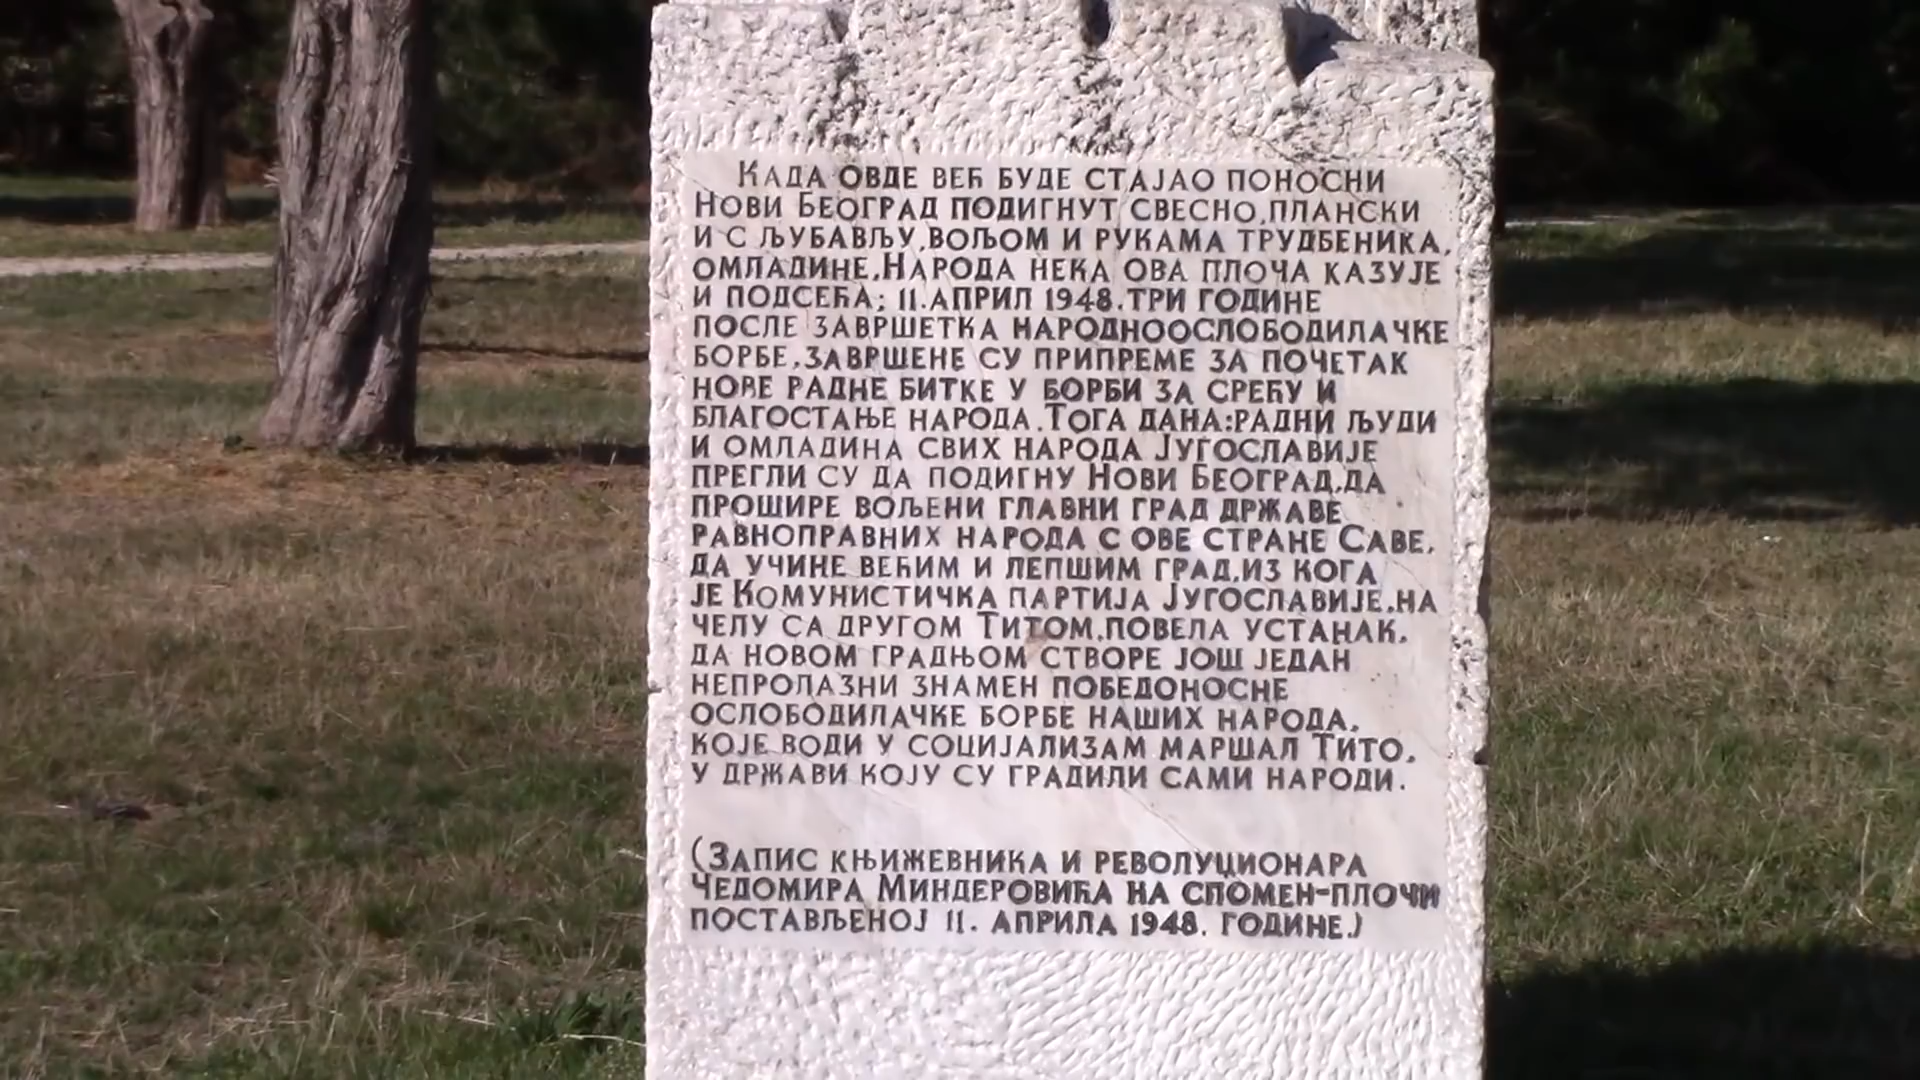 Када овде већ буде стајао поносни
Нови Београд подигнут свесно, плански
и с љубављу, вољом и рукама трудбеника,
омладине, Народа нека ова плоча казује
и подсећа; 11. април 1948. три године
после завршетка народноослободилачке
борбе, завршене су припреме за почетак
нове радне битке у борби за срећу и
благостање народа. Тога дана: радни људи
и омладина свих народа Југославије
прегли су да подигну Нови Београд, да
прошире вољени главни град државе
равноправних народа с ове стране Саве,
да учине већим и лепшим град, из кога
је Комунистичка партија Југославије, на
челу са другом Титом, повела устанак,
да новом градњом створе још један
непролазни знамен победоносне
ослободилачке борбе наших народа,
које води у социјализам маршал Тито,
у држави коју су градили сами народи.
(Запис књижевника и револуционара
Чедомира Миндеровића на спомен-плочи
постављеној 11. априла 1948. године.)